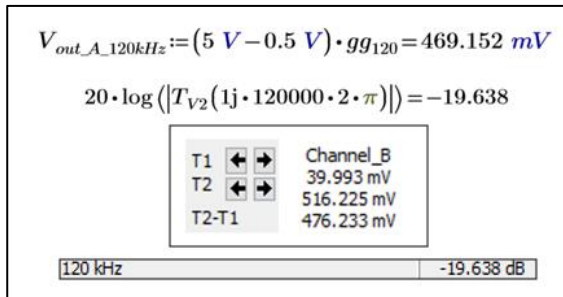 V_out_A_120kHz:=(5 V−0.5 V)·gg_120=469.152 mV
20·log(|T_V2(1j·120000·2·π)|)=−19.638
T1 Channel_B
T2 39.993 mV
516.225 mV
T2-T1 476.233 mV
120 kHz -19.638 dB